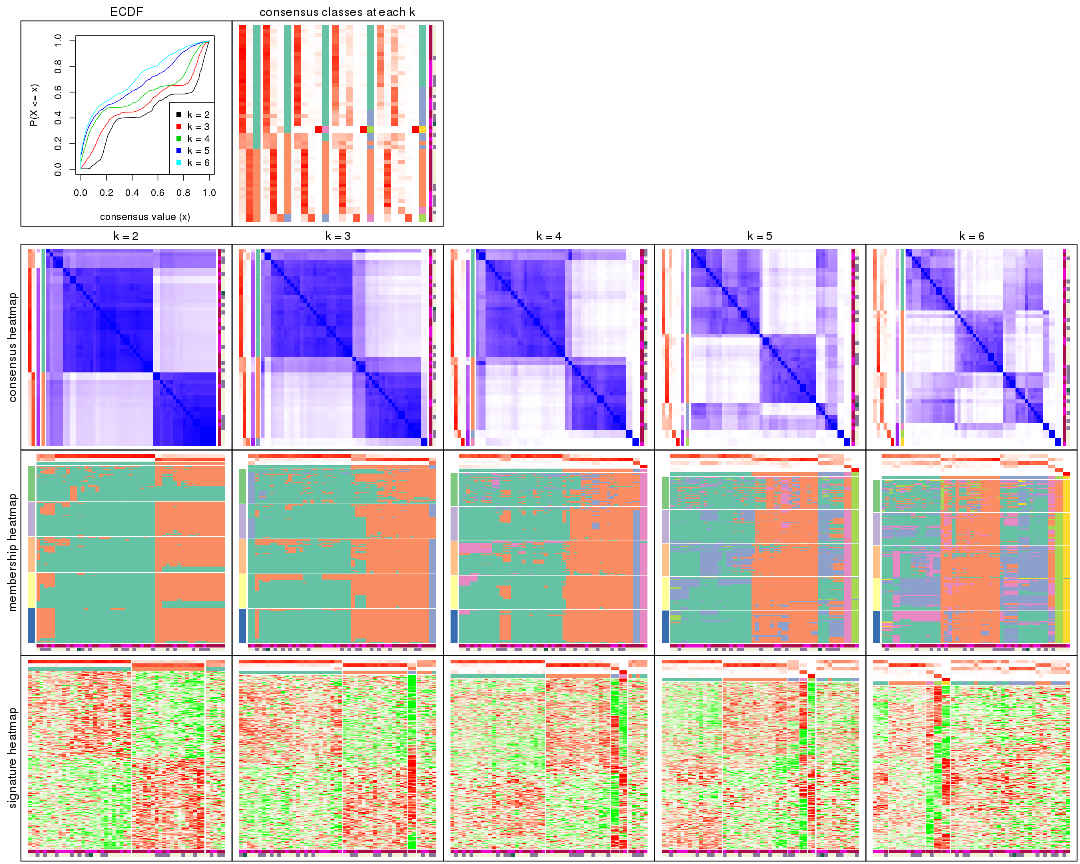 ECDF
consensus classes at each k
P(X <= x)
0.0 0.2 0.4 0.6 0.8 1.0
k = 2
k = 3
k = 4
k = 5
k = 6
0.0 0.2 0.4 0.6 0.8 1.0
consensus value (x)
k = 2
k = 3
k = 4
k = 5
k = 6
consensus heatmap
membership heatmap
signature heatmap